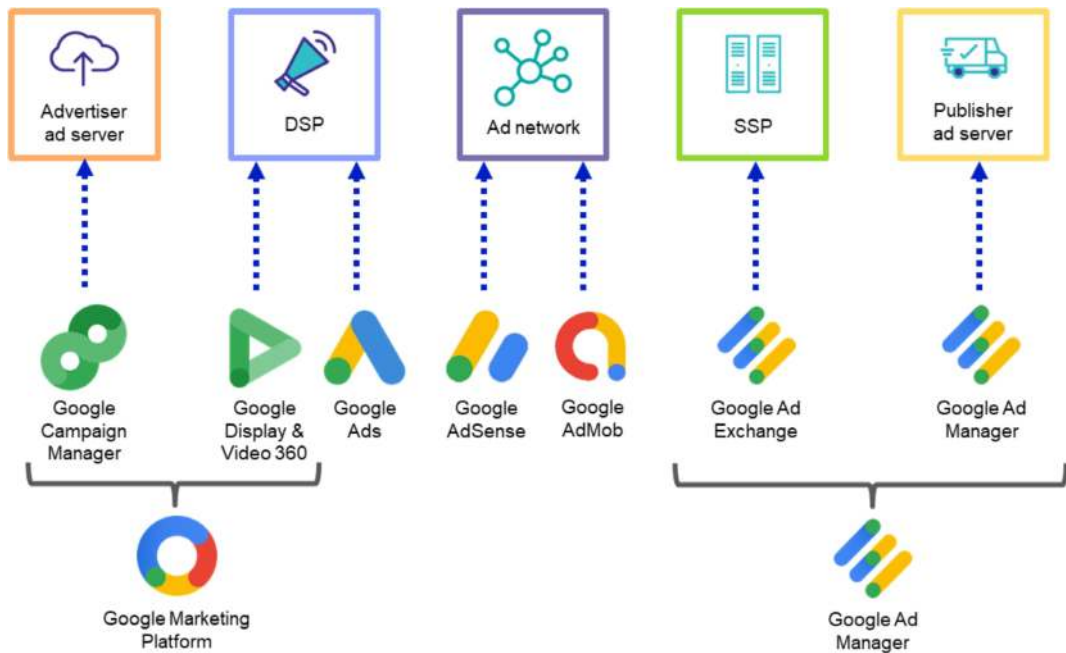 Advertiser
ad server
DSP
Ad network
SSP
Publisher
ad server
Google
Campaign
Manager
Google
Display &
Video 360
Google
Ads
Google
AdSense
Google
AdMob
Google Ad
Exchange
Google Ad
Manager
Google Marketing
Platform
Google Ad
Manager